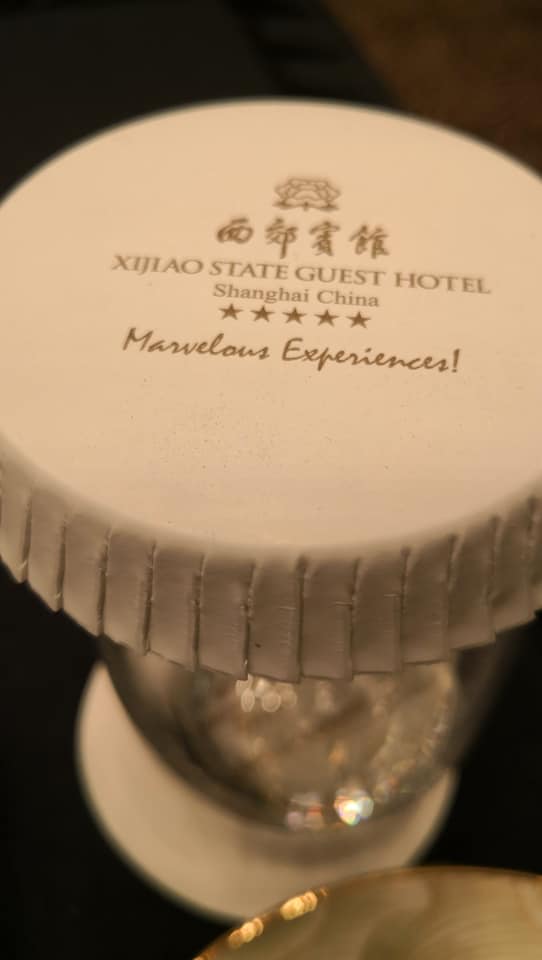 西郊賓館
XIJIAO STATE GUEST HOTEL
Shanghai China
★★★★★
Marvelous Experiences!